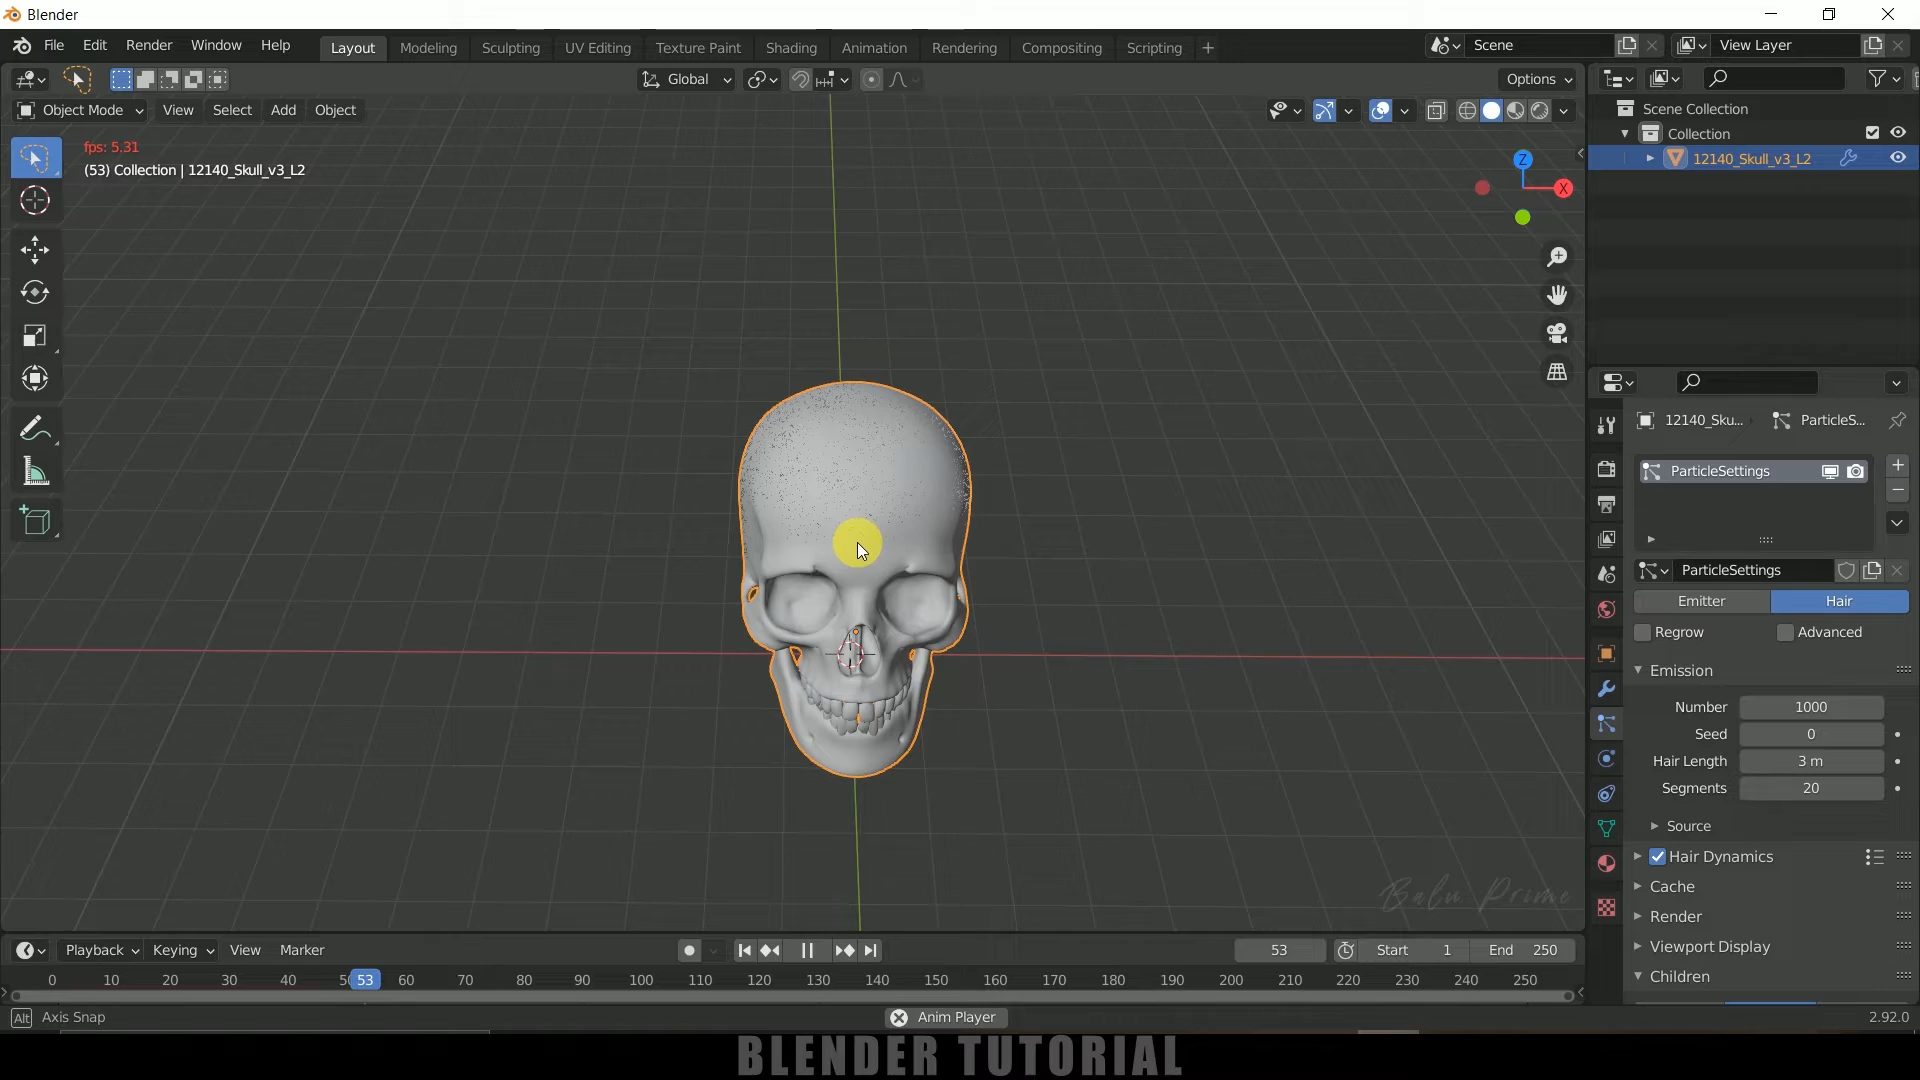 Blender
File Edit Render Window Help Layout Modeling Sculpting UV Editing Texture Paint Shading Animation Rendering Compositing Scripting + Scene View Layer
Global Options
Object Mode View Select Add Object
Scene Collection
Collection
12140_Skull_v3_L2
fps: 5.31
(53) Collection | 12140_Skull_v3_L2
Z
X
12140_Sku... ParticleS...
ParticleSettings
ParticleSettings
Emitter Hair
Regrow Advanced
Emission
Number 1000
Seed 0
Hair Length 3 m
Segments 20
Source
Hair Dynamics
Cache
Render
Viewport Display
Children
Balu Prime
Playback Keying View Marker 53 Start 1 End 250
0 10 20 30 40 53 60 70 80 90 100 110 120 130 140 150 160 170 180 190 200 210 220 230 240 250
Alt Axis Snap Anim Player 2.92.0
BLENDER TUTORIAL